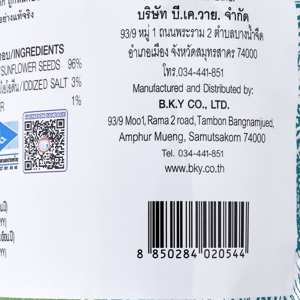 บริษัท บี.เค.วาย. จำกัด
93/9 หมู่ 1 ถนนพระราม 2 ตำบลบางน้ำจืด
อำเภอเมือง จังหวัดสมุทรสาคร 74000
โทร.034-441-851
Manufactured and Distributed by:
B.K.Y CO., LTD.
93/9 Moo1, Rama 2 road, Tambon Bangnamjued,
Amphur Mueng, Samutsakorn 74000
Tel. 034-441-851
www.bky.co.th
/INGREDIENTS
SUNFLOWER SEEDS 96%
IODIZED SALT 3%
1%
8 850284 020544